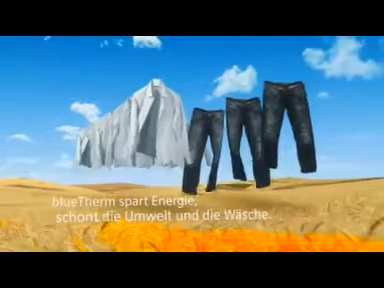 blueTherm spart Energie,
schont die Umwelt und die Wäsche.